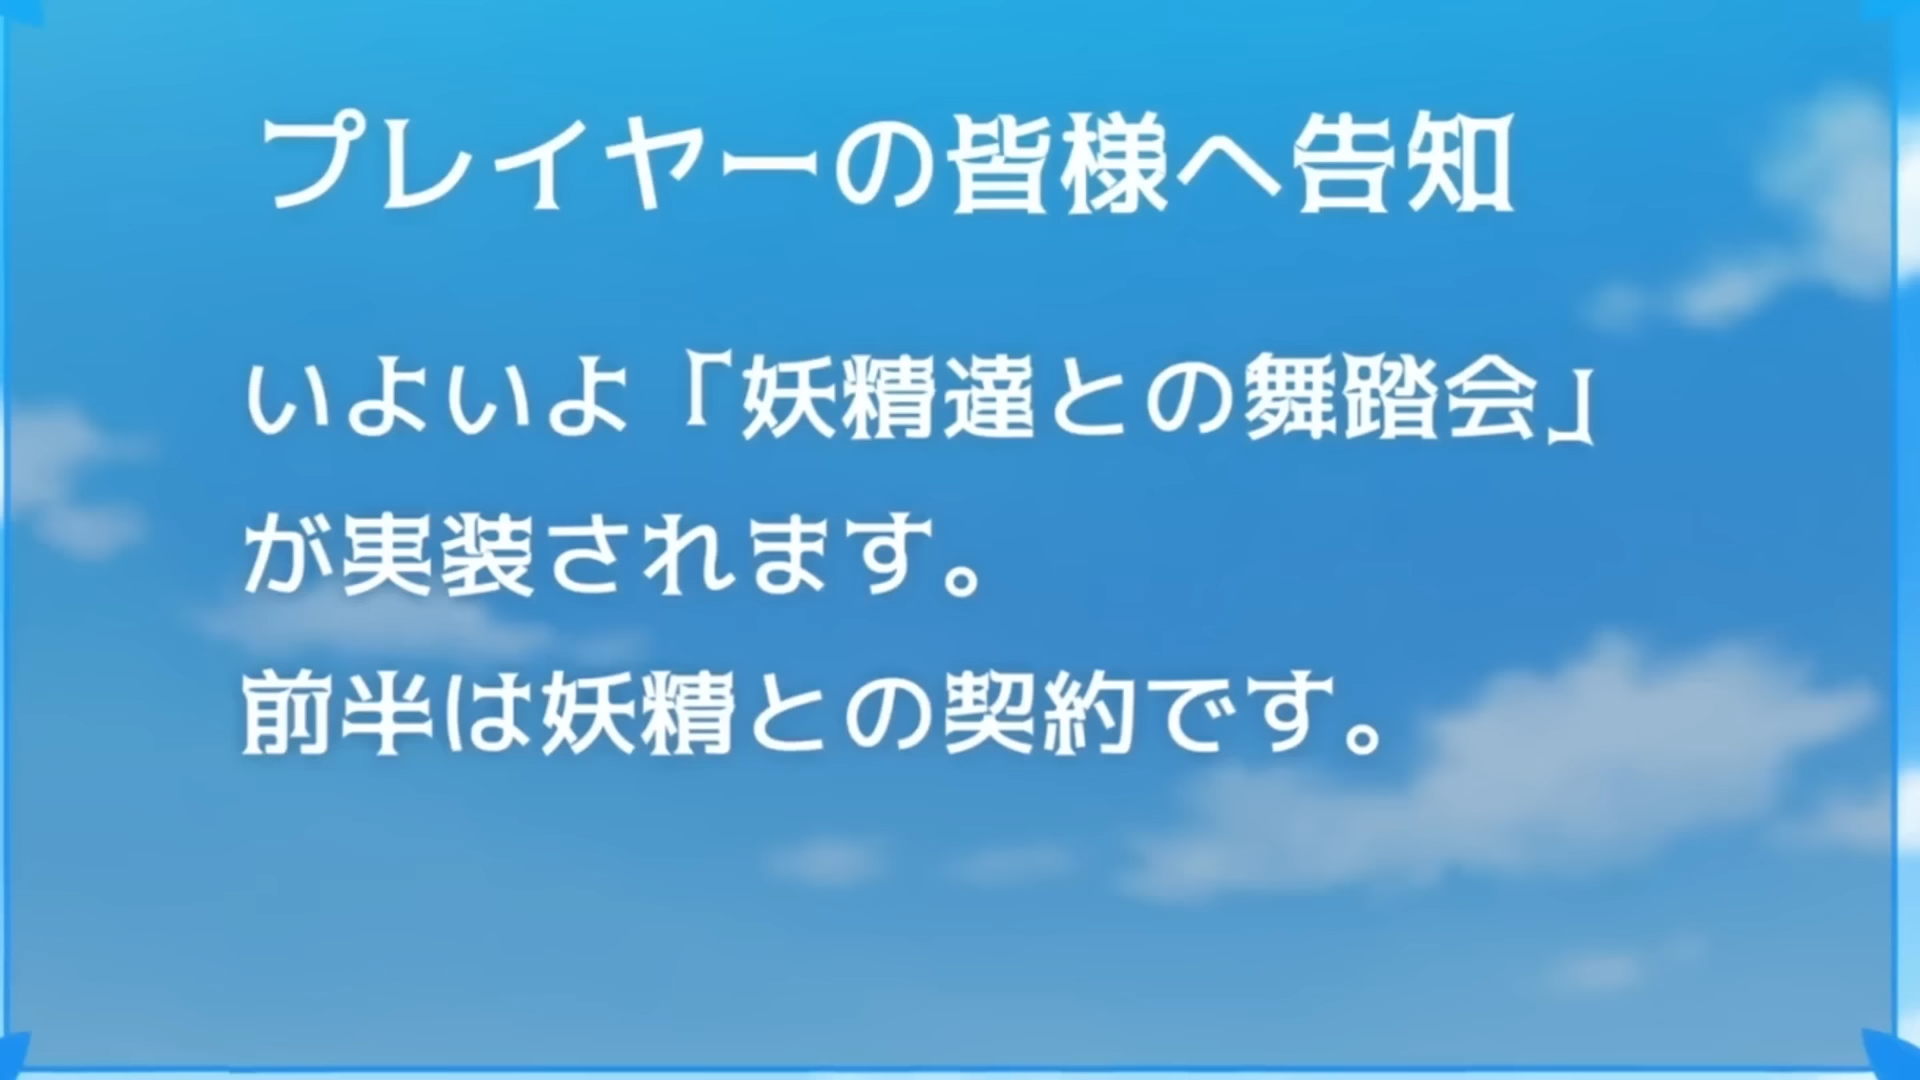 プレイヤーの皆様へ告知
いよいよ「妖精達との舞踏会」
が実装されます。
前半は妖精との契約です。